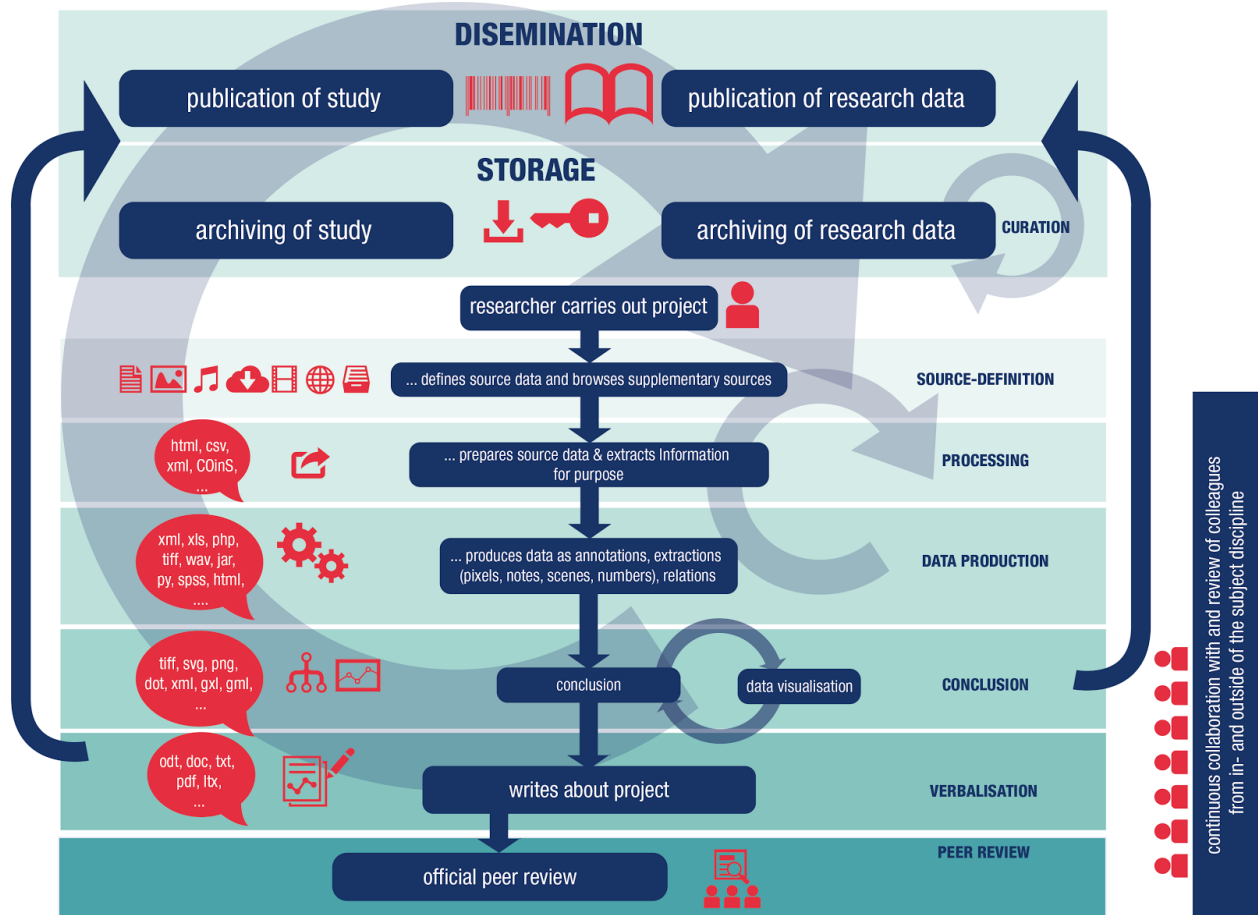 DISEMINATION
publication of study
publication of research data
STORAGE
archiving of study
archiving of research data
CURATION
researcher carries out project
... defines source data and browses supplementary sources
SOURCE-DEFINITION
html, csv,
xml, COinS,
...
... prepares source data & extracts Information
for purpose
PROCESSING
xml, xls, php,
tiff, wav, jar,
py, spss, html,
....
... produces data as annotations, extractions
(pixels, notes, scenes, numbers), relations
DATA PRODUCTION
tiff, svg, png,
dot, xml, gxl, gml,
...
conclusion
data visualisation
CONCLUSION
odt, doc, txt,
pdf, ltx,
...
writes about project
VERBALISATION
PEER REVIEW
official peer review
continuous collaboration with and review of colleagues
from in- and outside of the subject discipline